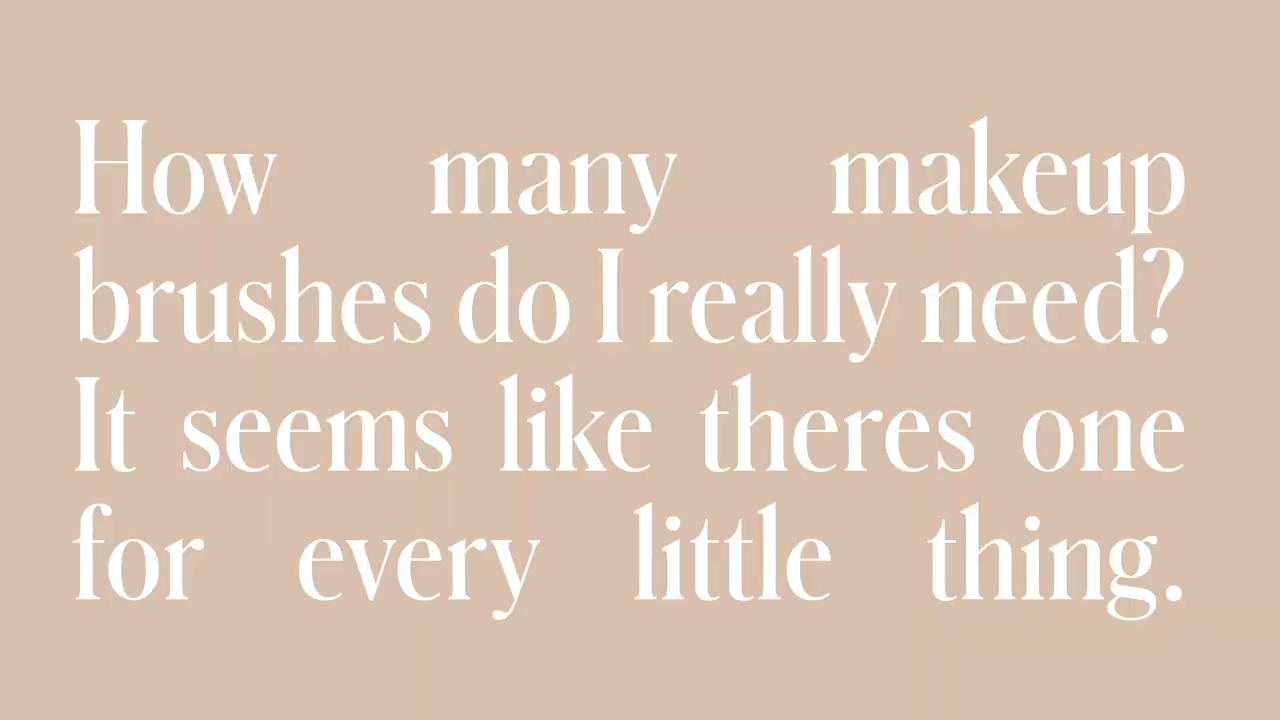 How many makeup
brushes do I really need?
It seems like theres one
for every little thing.